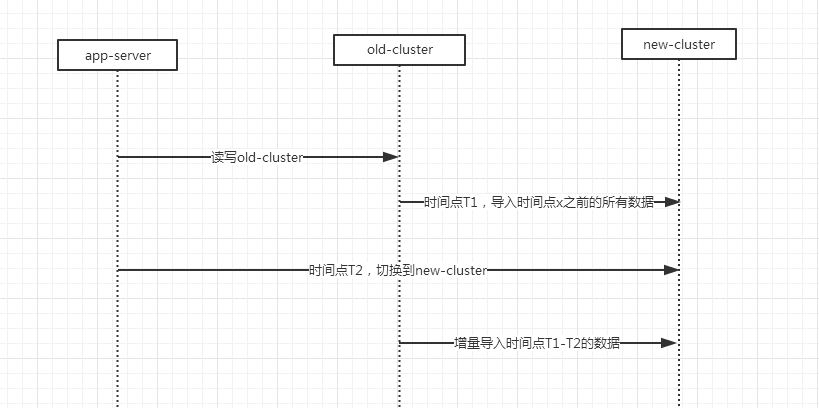 app-server
old-cluster
new-cluster
读写old-cluster
时间点T1，导入时间点x之前的所有数据
时间点T2，切换到new-cluster
增量导入时间点T1-T2的数据